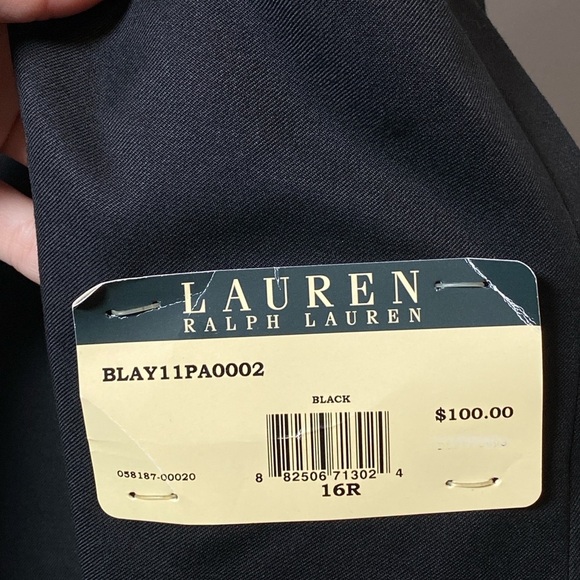 LAUREN
RALPH LAUREN
BLAY11PA0002
BLACK
$100.00
058187-00020
8 82506 71302 4
16R